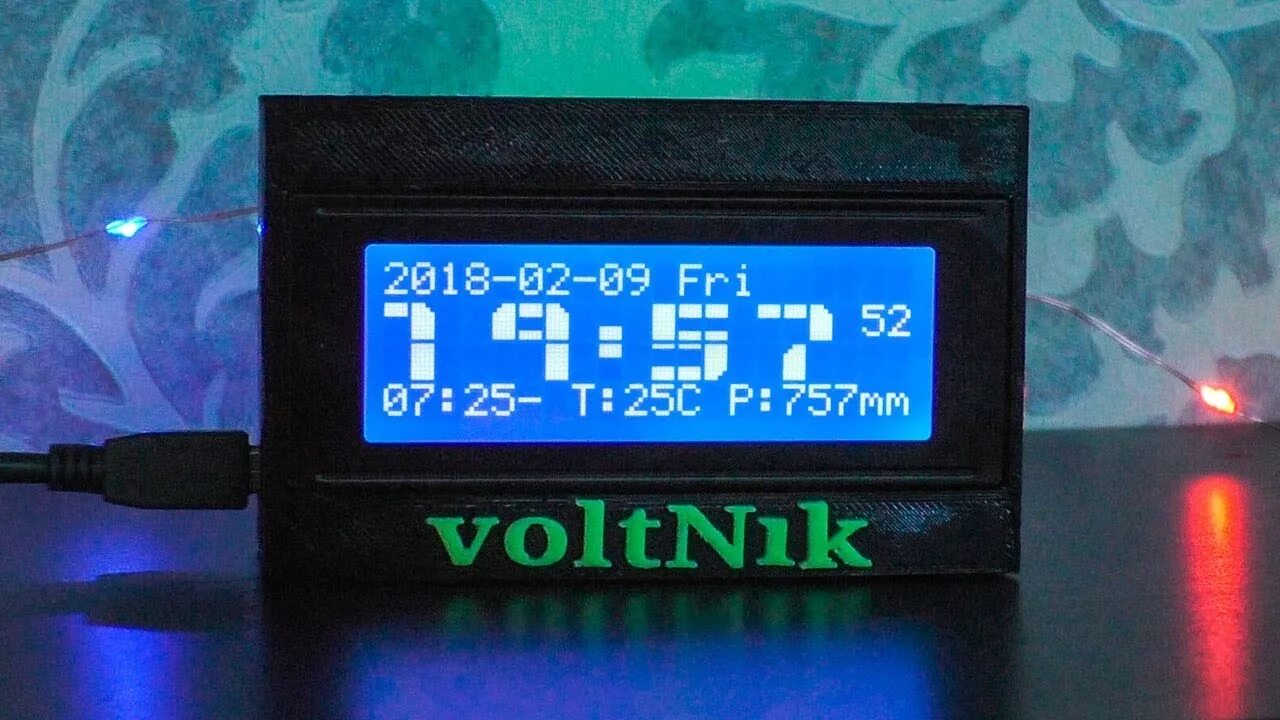 2018-02-09 Fri
19:57 52
07:25- T:25C P:757mm
voltNik